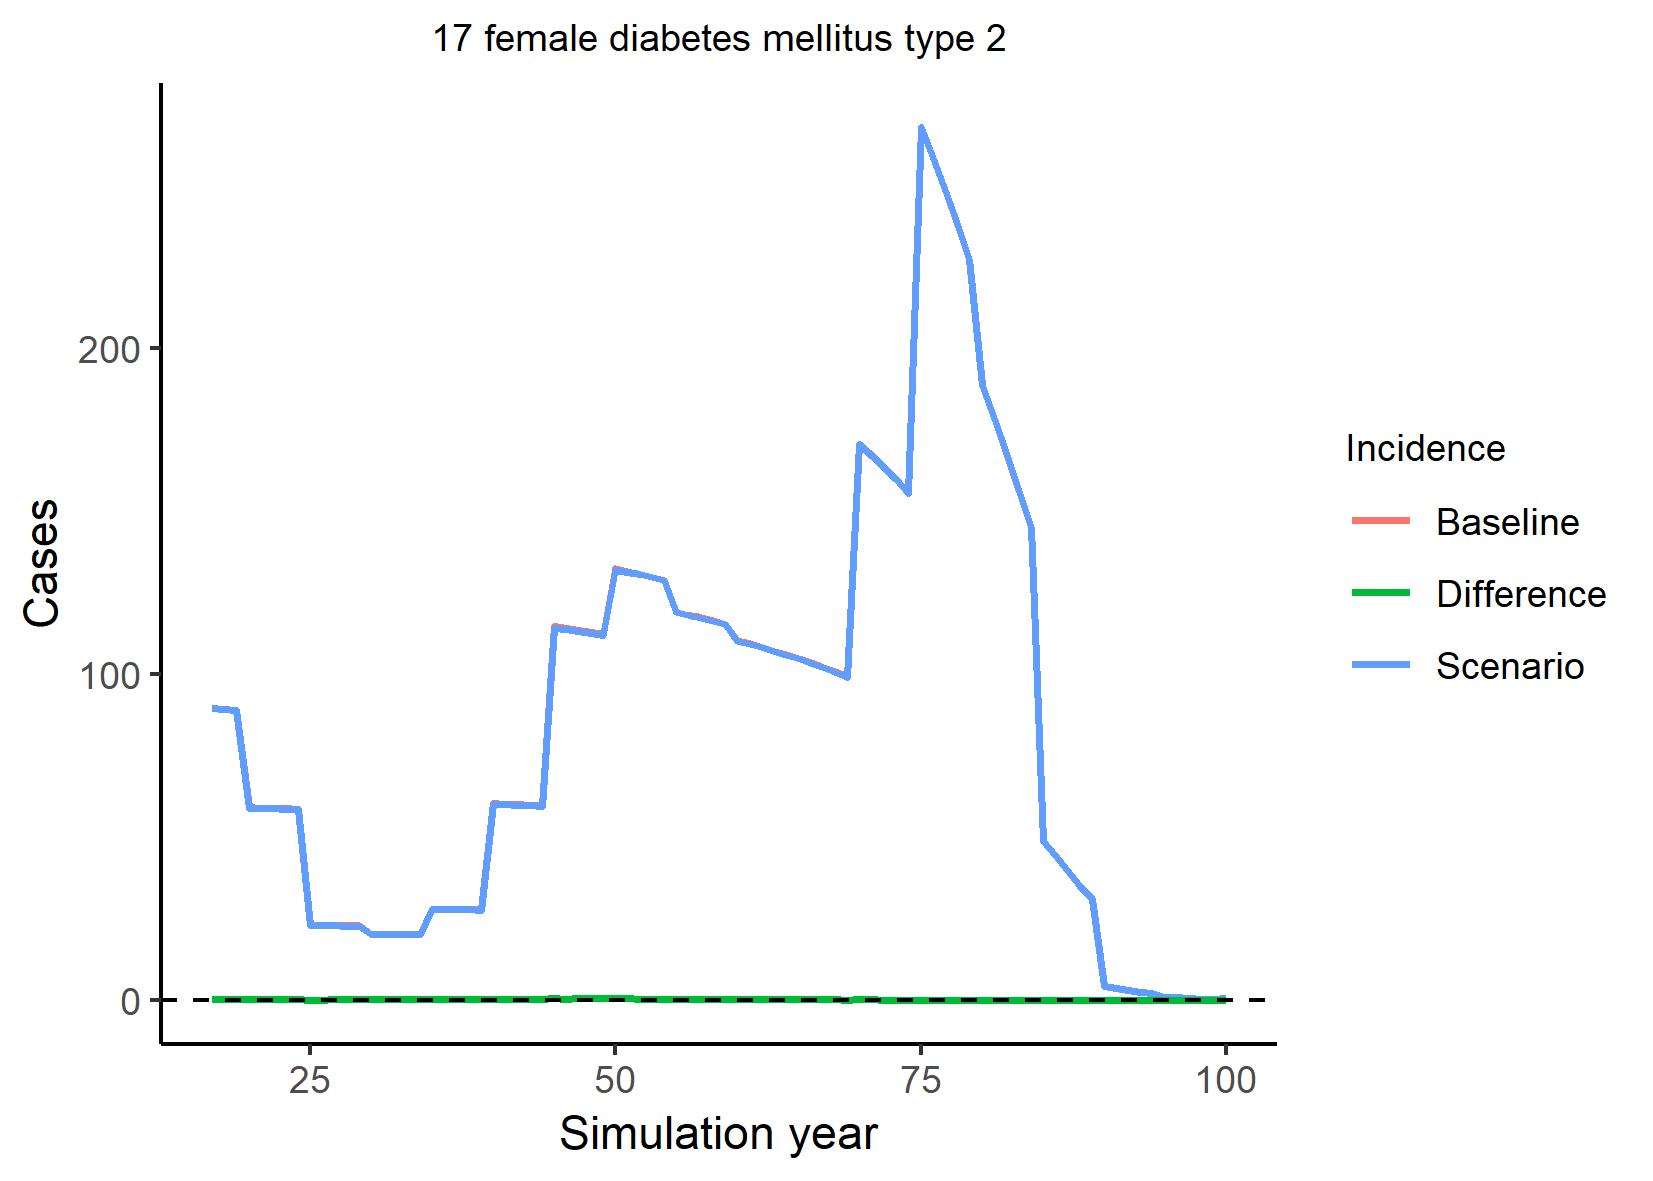 17 female diabetes mellitus type 2
Cases
200
100
0
25 50 75 100
Simulation year
Incidence
Baseline
Difference
Scenario